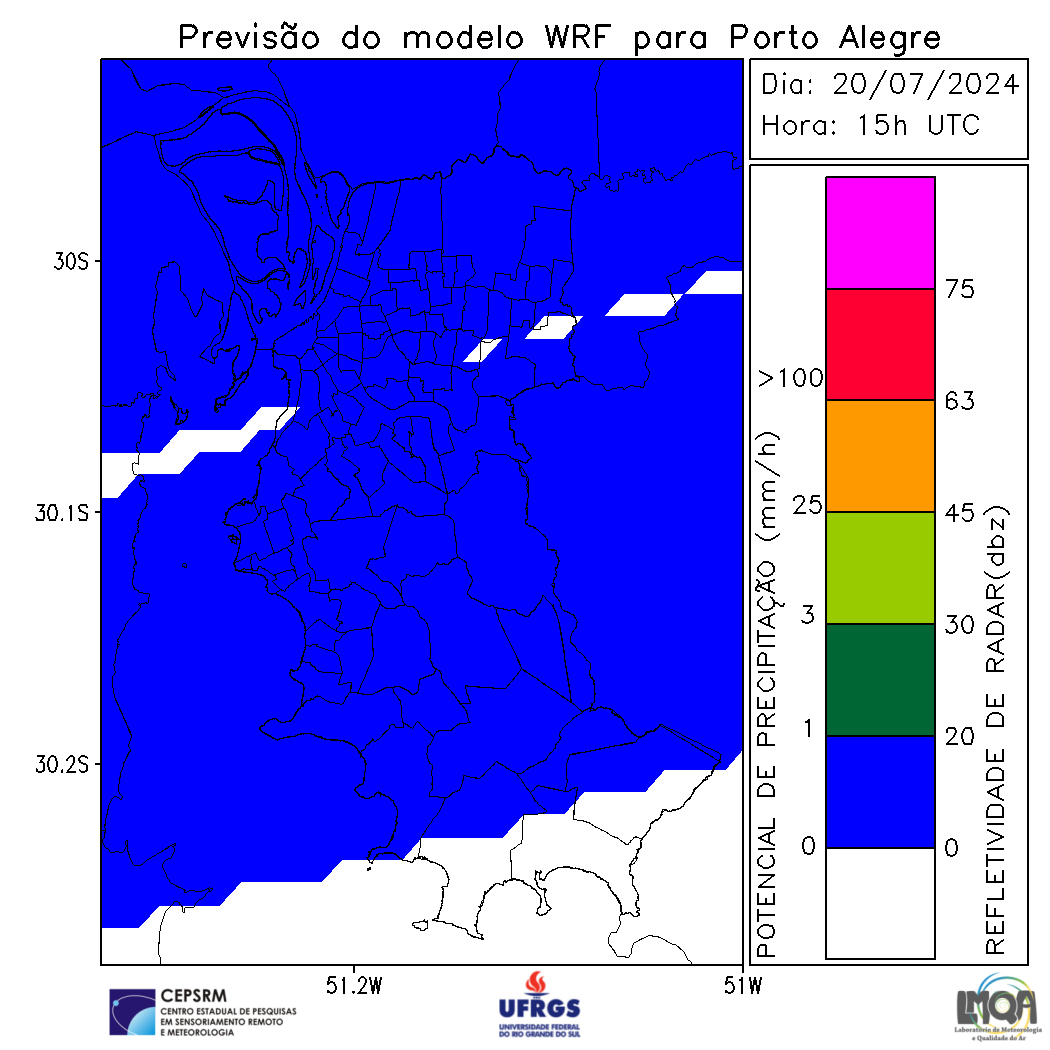 Previsão do modelo WRF para Porto Alegre
Dia: 20/07/2024
Hora: 15h UTC
30S
30.1S
30.2S
51.2W
51W
POTENCIAL DE PRECIPITAÇÃO (mm/h)
>100
25
3
1
0
75
63
45
30
20
0
REFLETIVIDADE DE RADAR(dbz)
CEPSRM
CENTRO ESTADUAL DE PESQUISAS
EM SENSORIAMENTO REMOTO
E METEOROLOGIA
UFRGS
UNIVERSIDADE FEDERAL
DO RIO GRANDE DO SUL
LMQA
Laboratório de Meteorologia
e Qualidade do Ar